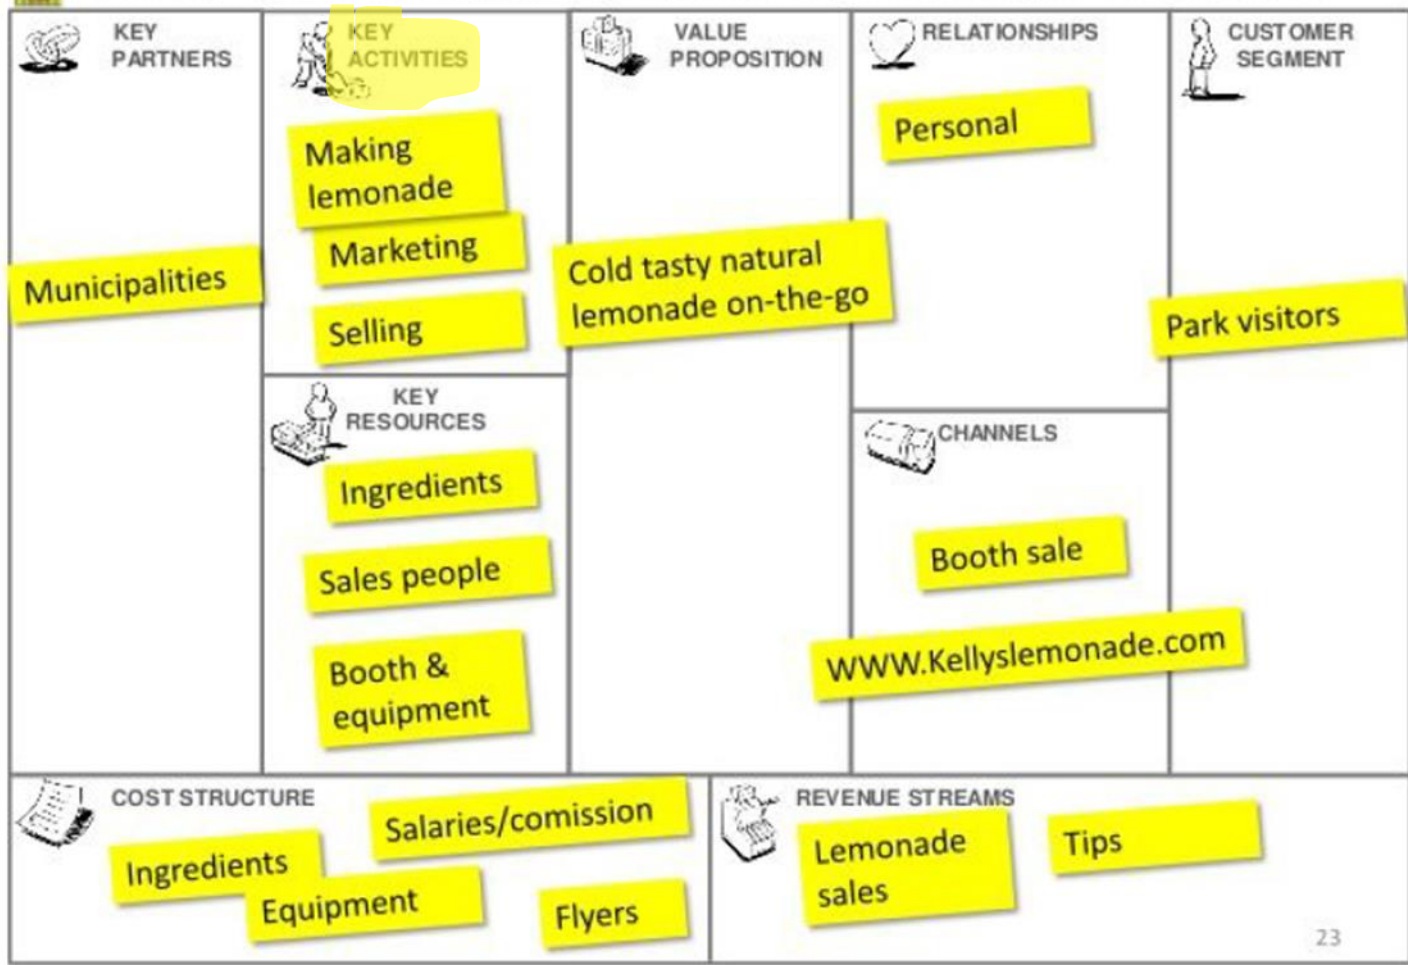 KEY
PARTNERS
Municipalities
KEY
ACTIVITIES
Making
lemonade
Marketing
Selling
KEY
RESOURCES
Ingredients
Sales people
Booth &
equipment
VALUE
PROPOSITION
Cold tasty natural
lemonade on-the-go
RELATIONSHIPS
Personal
CHANNELS
Booth sale
WWW.Kellyslemonade.com
CUSTOMER
SEGMENT
Park visitors
COST STRUCTURE
Salaries/comission
Ingredients
Equipment
Flyers
REVENUE STREAMS
Lemonade
sales
Tips
23